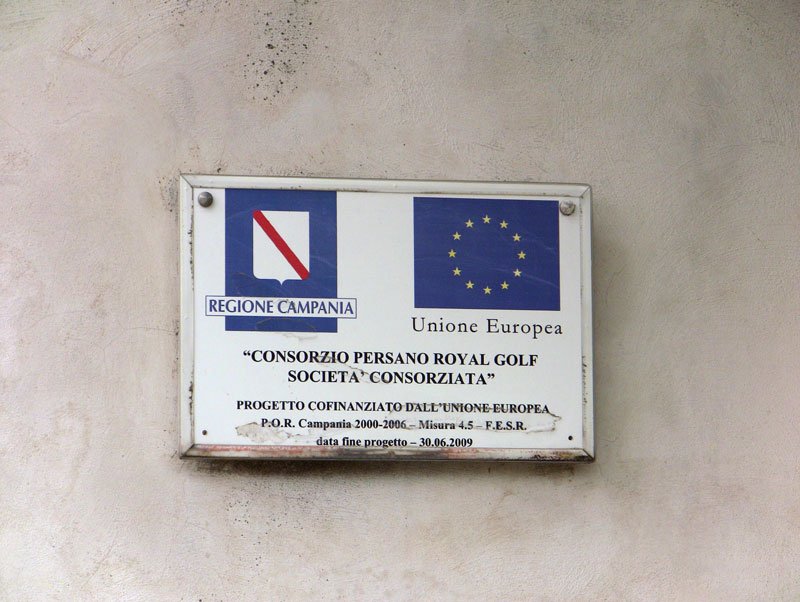 REGIONE CAMPANIA
Unione Europea
“CONSORZIO PERSANO ROYAL GOLF
SOCIETA’ CONSORZIATA”
PROGETTO COFINANZIATO DALL’UNIONE EUROPEA
P.O.R. Campania 2000-2006 – Misura 4.5 – F.E.S.R.
data fine progetto – 30.06.2009